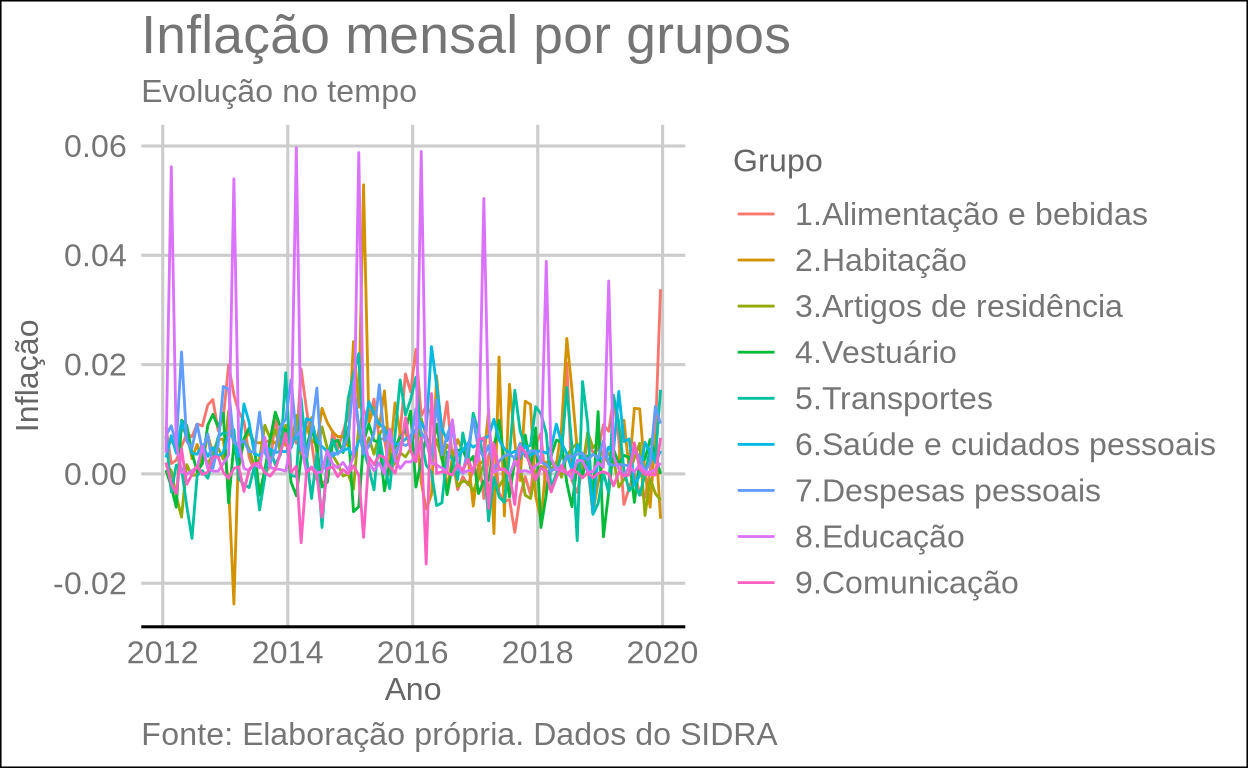 Inflação mensal por grupos
Evolução no tempo
0.06
0.04
0.02
0.00
-0.02
Inflação
2012 2014 2016 2018 2020
Ano
Grupo
1.Alimentação e bebidas
2.Habitação
3.Artigos de residência
4.Vestuário
5.Transportes
6.Saúde e cuidados pessoais
7.Despesas pessoais
8.Educação
9.Comunicação
Fonte: Elaboração própria. Dados do SIDRA